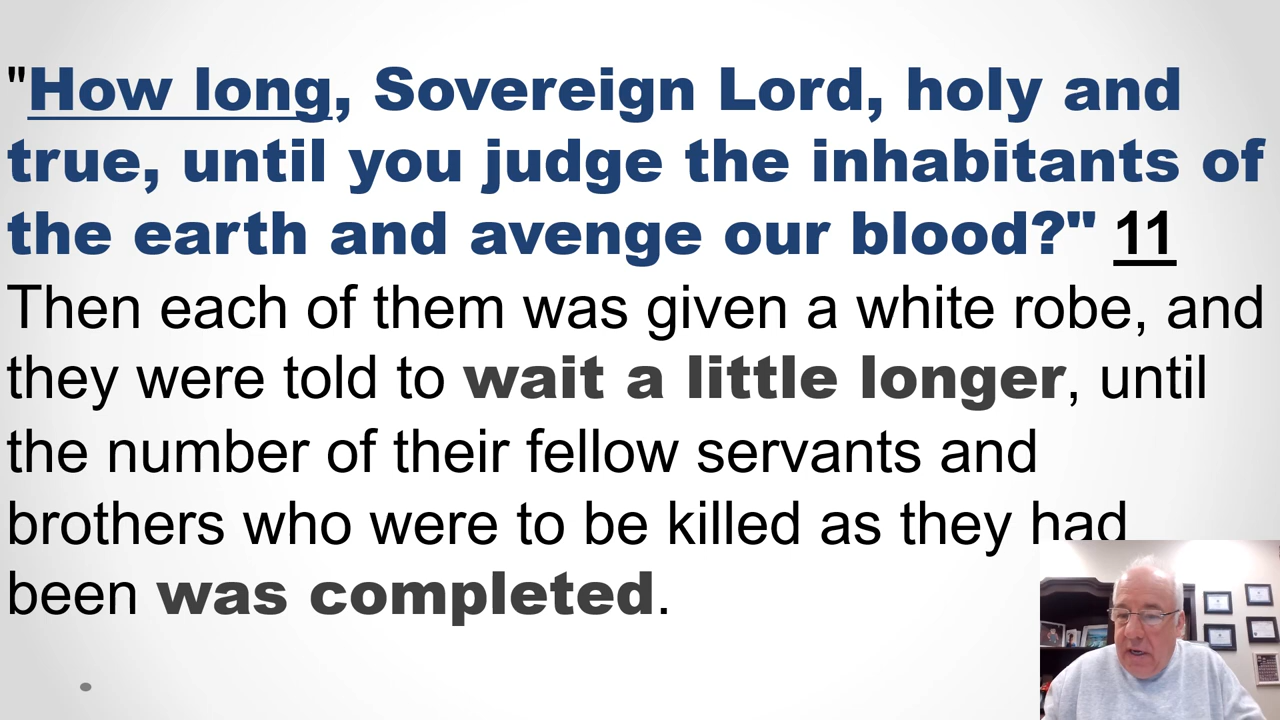 "How long, Sovereign Lord, holy and
true, until you judge the inhabitants of
the earth and avenge our blood?" 11
Then each of them was given a white robe, and
they were told to wait a little longer, until
the number of their fellow servants and
brothers who were to be killed as they had
been was completed.